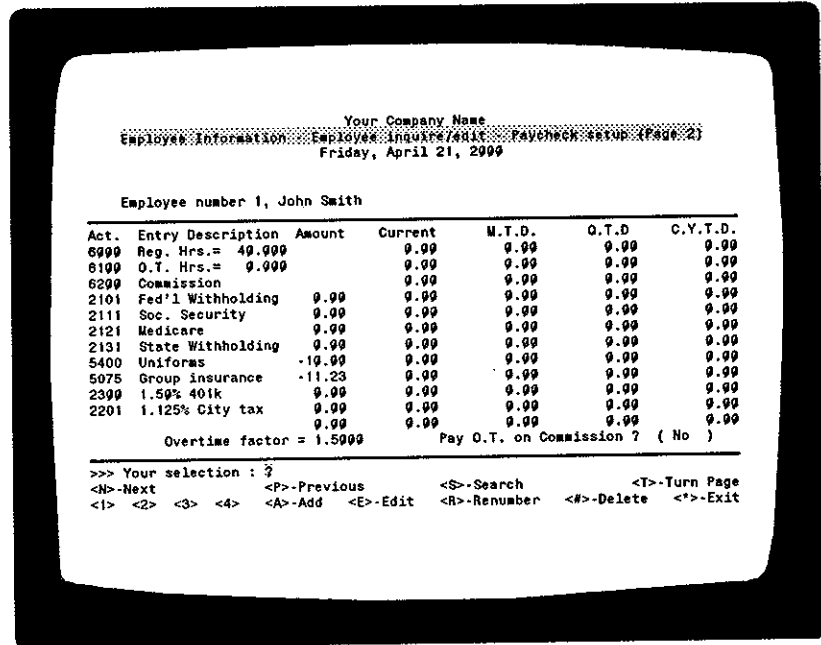 Your Company Name
Employee Information - Employee inquire/edit - Paycheck setup (Page 2)
Friday, April 21, 2000
Employee number 1, John Smith
Act. Entry Description Amount Current M.T.D. Q.T.D C.Y.T.D.
6000 Reg. Hrs.= 40.000 0.00 0.00 0.00 0.00
6100 O.T. Hrs.= 0.000 0.00 0.00 0.00 0.00
6200 Commission 0.00 0.00 0.00 0.00
2101 Fed'l Withholding 0.00 0.00 0.00 0.00 0.00
2111 Soc. Security 0.00 0.00 0.00 0.00 0.00
2121 Medicare 0.00 0.00 0.00 0.00 0.00
2131 State Withholding 0.00 0.00 0.00 0.00 0.00
5400 Uniforms -10.00 0.00 0.00 0.00 0.00
5075 Group insurance -11.23 0.00 0.00 0.00 0.00
2300 1.50% 401k 0.00 0.00 0.00 0.00 0.00
2201 1.125% City tax 0.00 0.00 0.00 0.00 0.00
0.00 0.00 0.00 0.00 0.00
Overtime factor = 1.5000 Pay O.T. on Commission ? ( No )
>>> Your selection : ?
<N>-Next <P>-Previous <S>-Search <T>-Turn Page
<1> <2> <3> <4> <A>-Add <E>-Edit <R>-Renumber <#>-Delete <*>-Exit